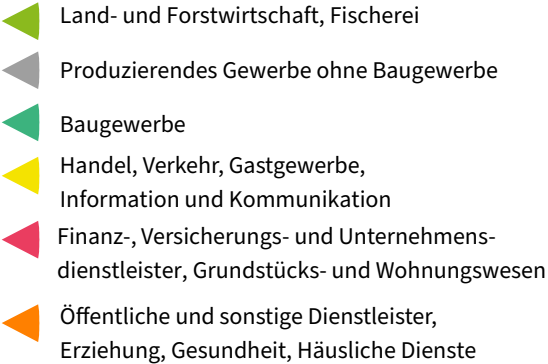 Land- und Forstwirtschaft, Fischerei
Produzierendes Gewerbe ohne Baugewerbe
Baugewerbe
Handel, Verkehr, Gastgewerbe,
Information und Kommunikation
Finanz-, Versicherungs- und Unternehmens-
dienstleister, Grundstücks- und Wohnungswesen
Öffentliche und sonstige Dienstleister,
Erziehung, Gesundheit, Häusliche Dienste